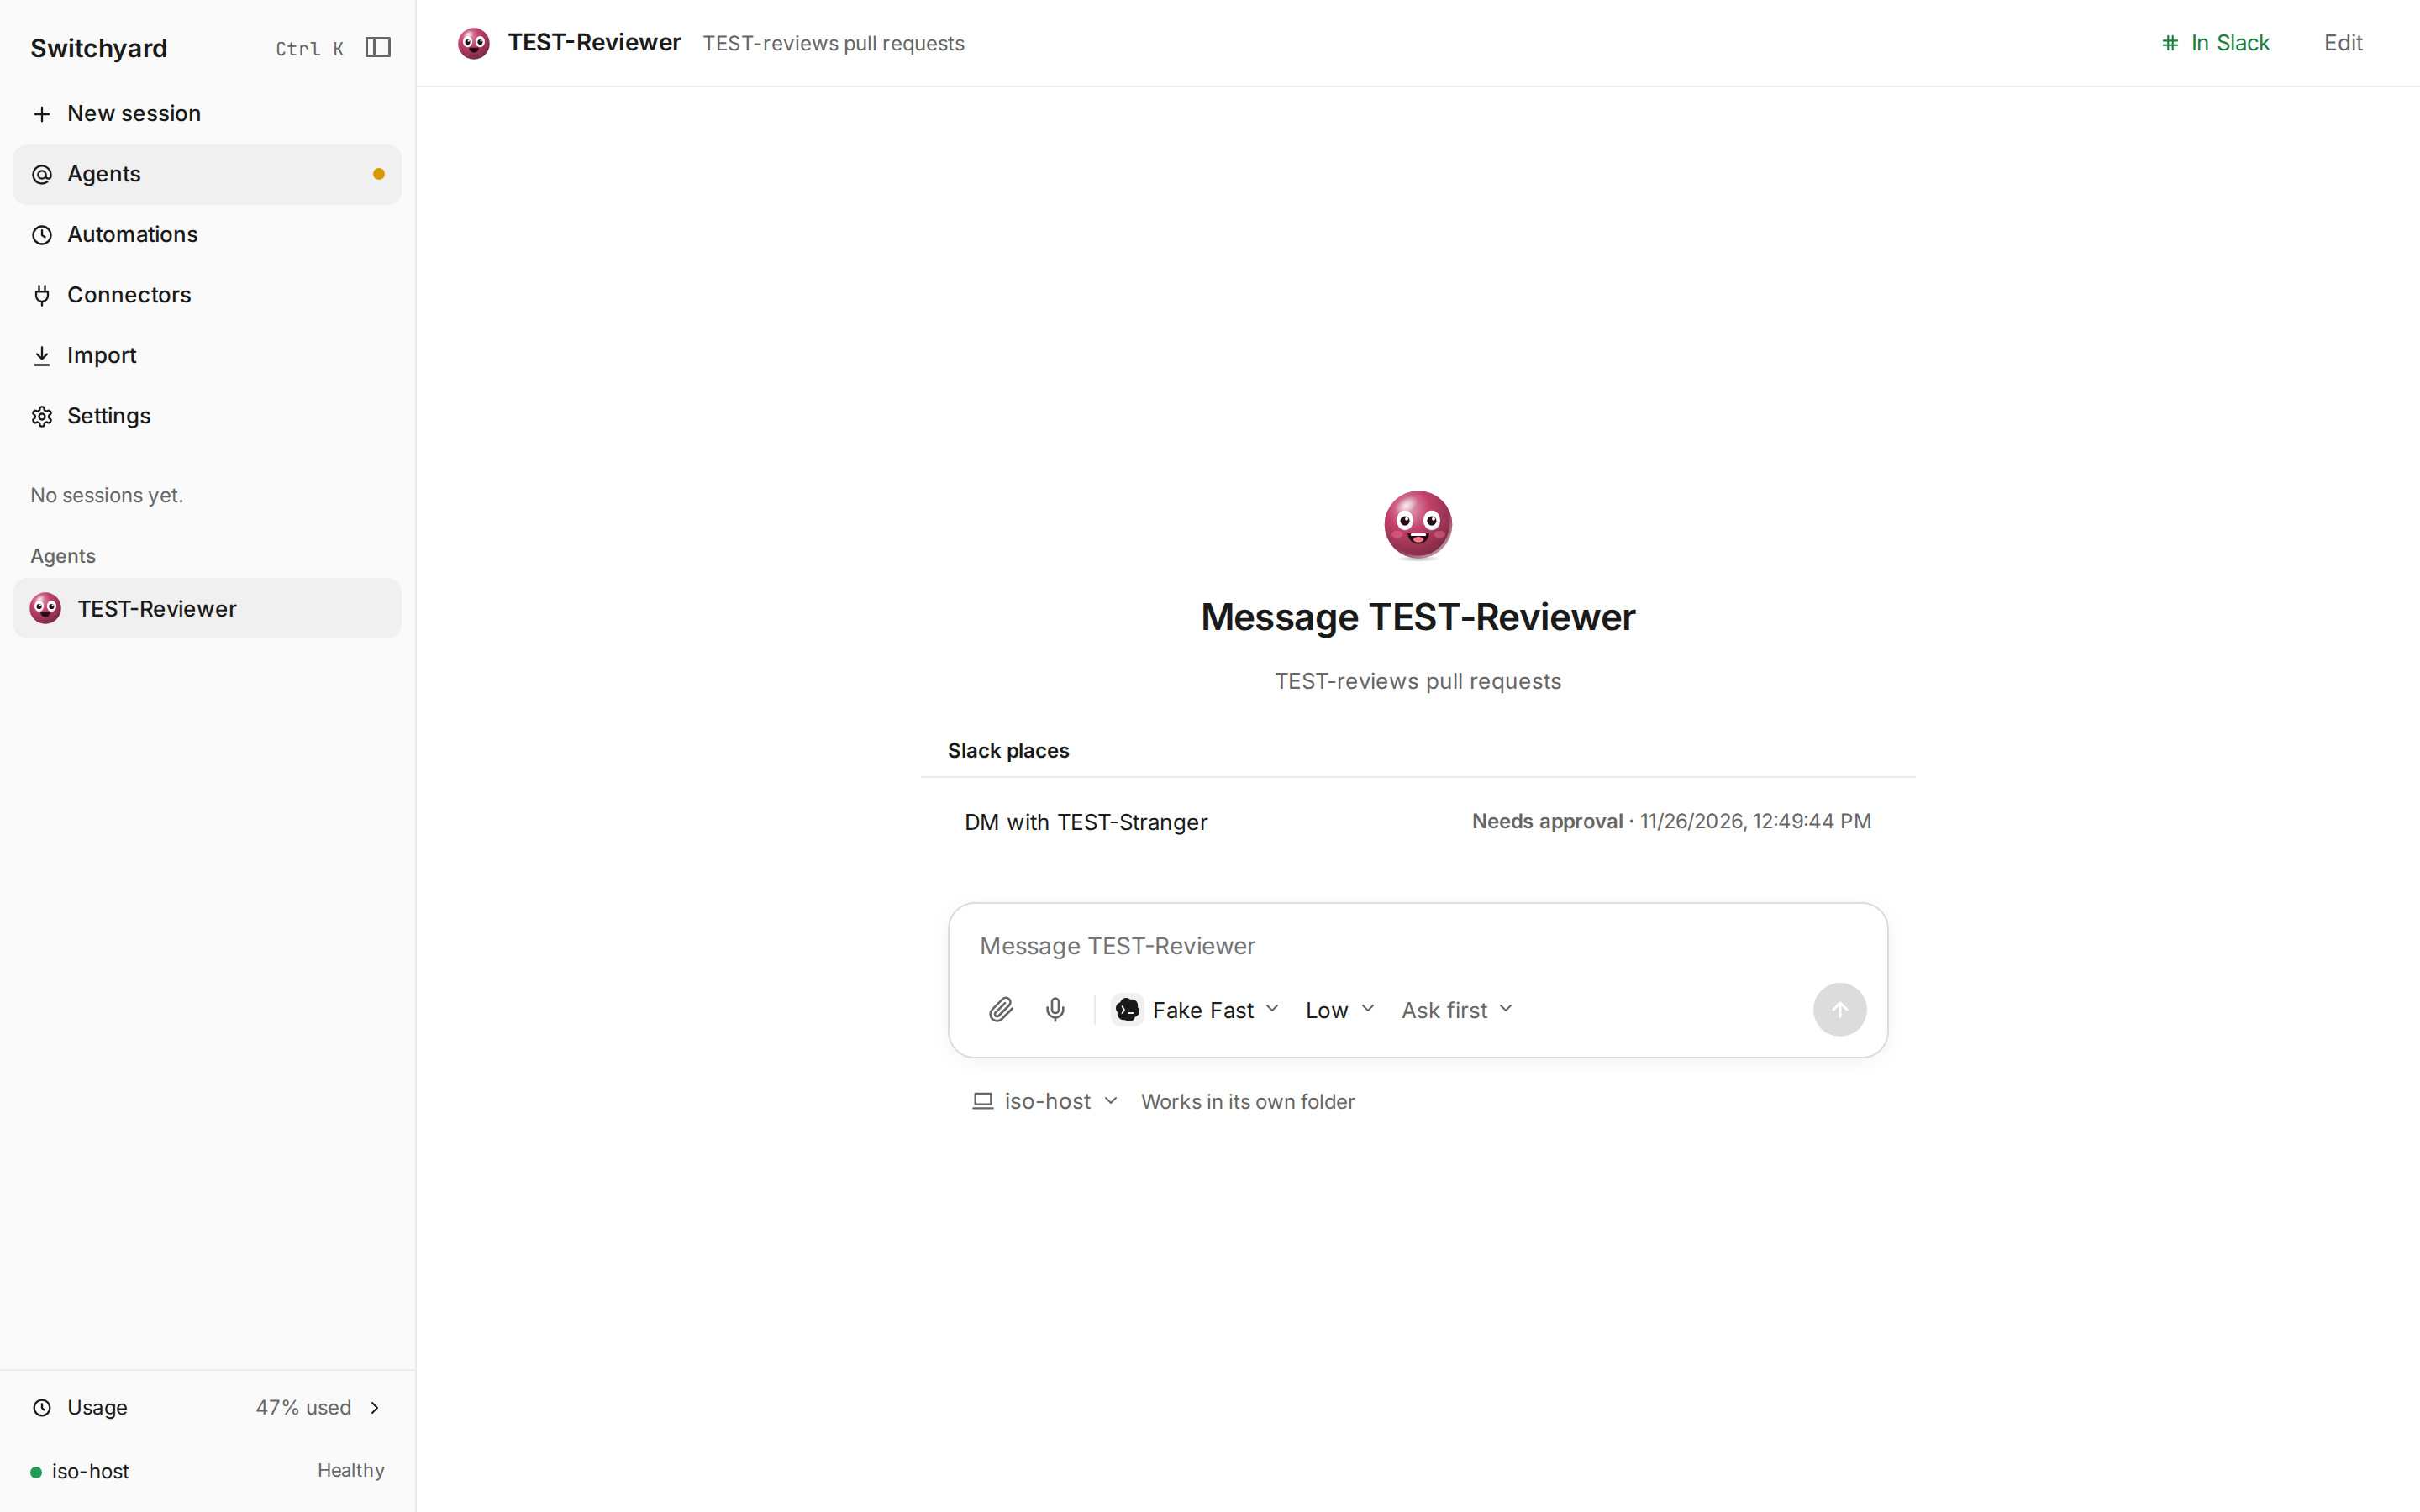 Switchyard
Ctrl K
New session
Agents
Automations
Connectors
Import
Settings
No sessions yet.
Agents
TEST-Reviewer
Usage
47% used
iso-host
Healthy
TEST-Reviewer
TEST-reviews pull requests
In Slack
Edit
Message TEST-Reviewer
TEST-reviews pull requests
Slack places
DM with TEST-Stranger
Needs approval · 11/26/2026, 12:49:44 PM
Message TEST-Reviewer
Fake Fast
Low
Ask first
iso-host
Works in its own folder